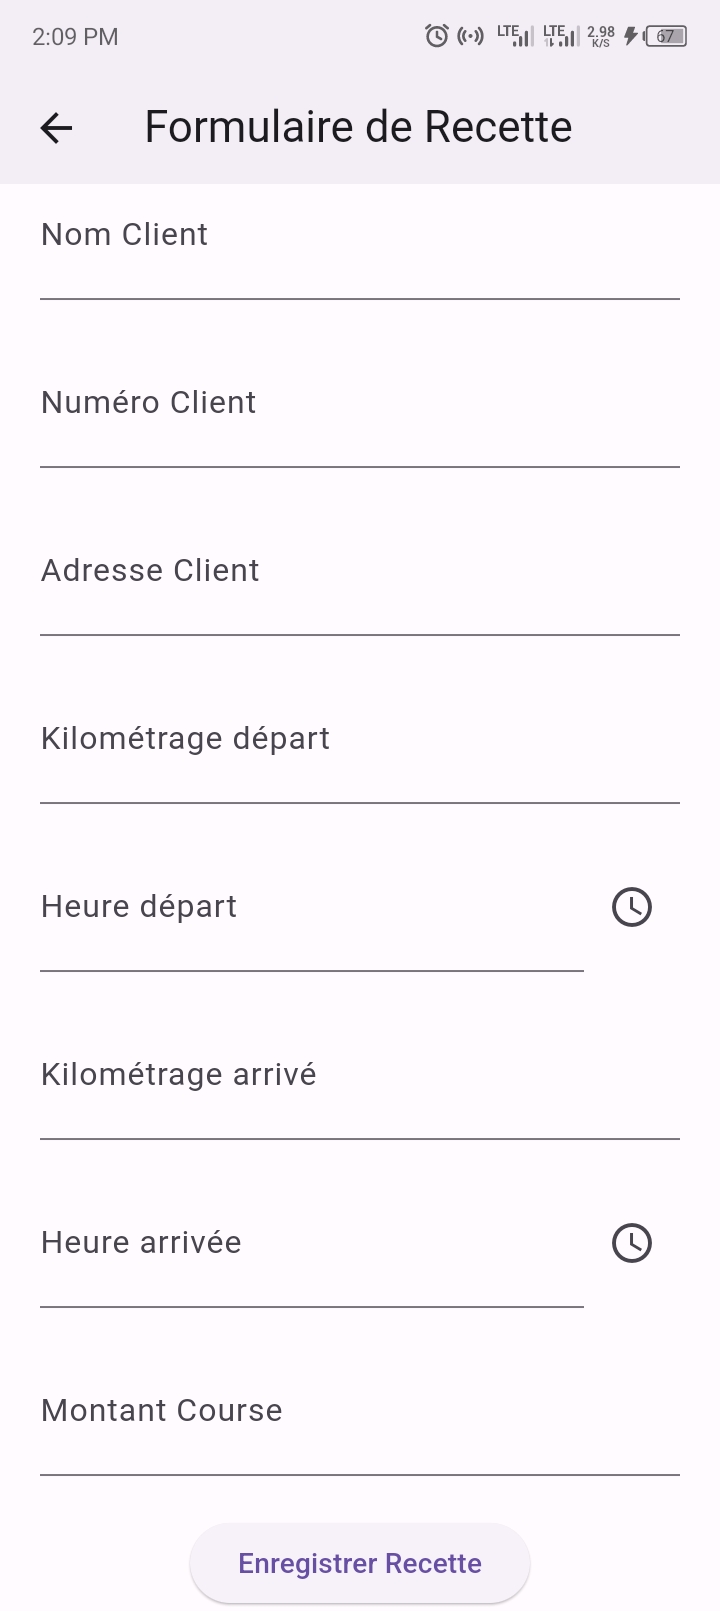 2:09 PM LTE LTE 2.98 K/S 67
Formulaire de Recette
Nom Client
Numéro Client
Adresse Client
Kilométrage départ
Heure départ
Kilométrage arrivé
Heure arrivée
Montant Course
Enregistrer Recette